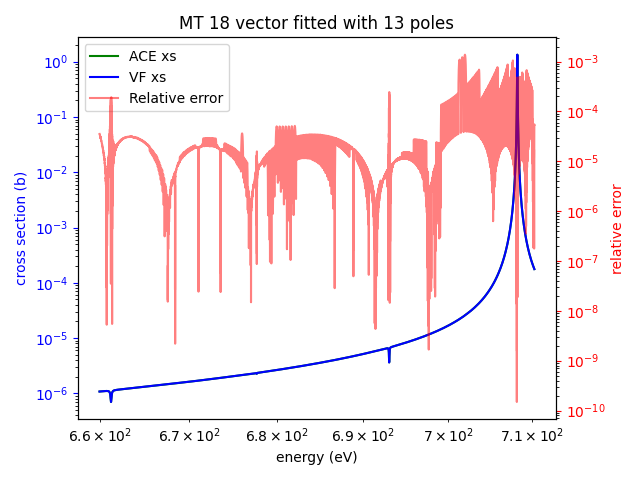 MT 18 vector fitted with 13 poles
ACE xs
VF xs
Relative error
cross section (b)
10⁰
10⁻¹
10⁻²
10⁻³
10⁻⁴
10⁻⁵
10⁻⁶
10⁻³
10⁻⁴
10⁻⁵
10⁻⁶
10⁻⁷
10⁻⁸
10⁻⁹
10⁻¹⁰
relative error
6.6 × 10² 6.7 × 10² 6.8 × 10² 6.9 × 10² 7 × 10² 7.1 × 10²
energy (eV)